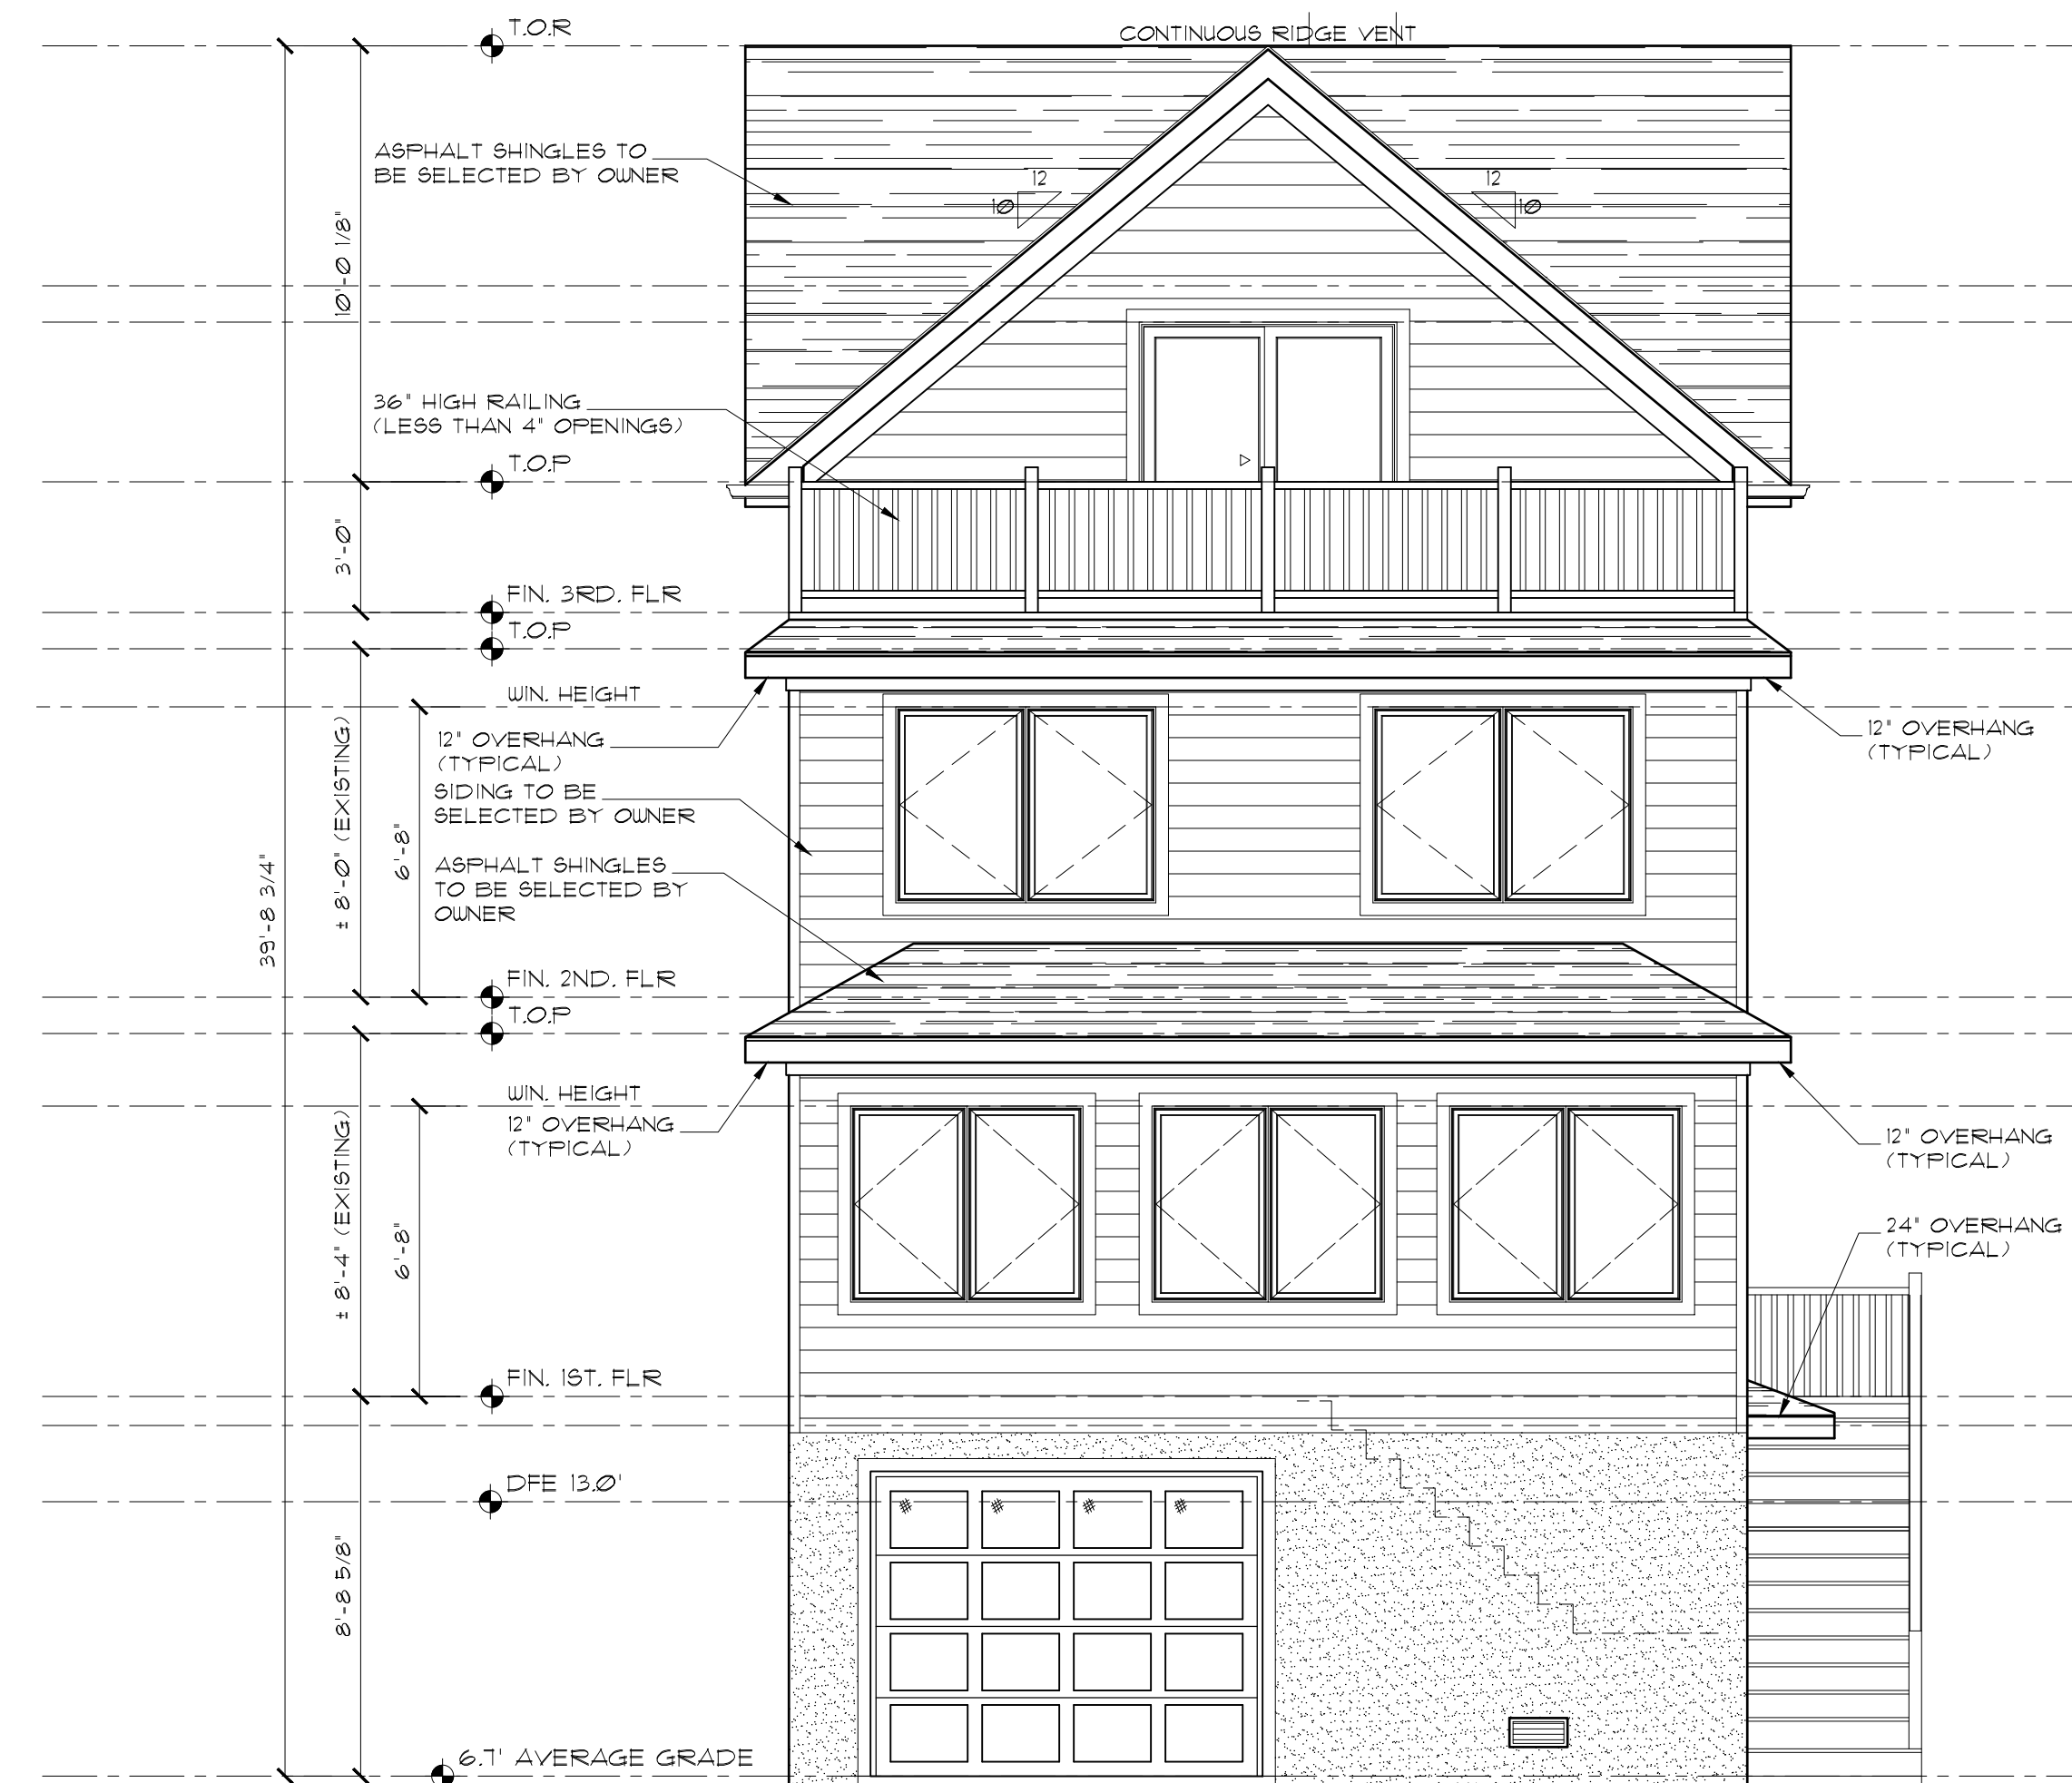 T.O.R
CONTINUOUS RIDGE VENT
ASPHALT SHINGLES TO
BE SELECTED BY OWNER
12
10
12
10
10'-0 1/8"
36" HIGH RAILING
(LESS THAN 4" OPENINGS)
T.O.P
3'-0"
FIN. 3RD. FLR
T.O.P
WIN. HEIGHT
12" OVERHANG
(TYPICAL)
12" OVERHANG
(TYPICAL)
SIDING TO BE
SELECTED BY OWNER
± 8'-0" (EXISTING)
6'-8"
39'-8 3/4"
ASPHALT SHINGLES
TO BE SELECTED BY
OWNER
FIN. 2ND. FLR
T.O.P
WIN. HEIGHT
12" OVERHANG
(TYPICAL)
12" OVERHANG
(TYPICAL)
± 8'-4" (EXISTING)
6'-8"
24" OVERHANG
(TYPICAL)
FIN. 1ST. FLR
DFE 13.0'
8'-8 5/8"
6.7' AVERAGE GRADE